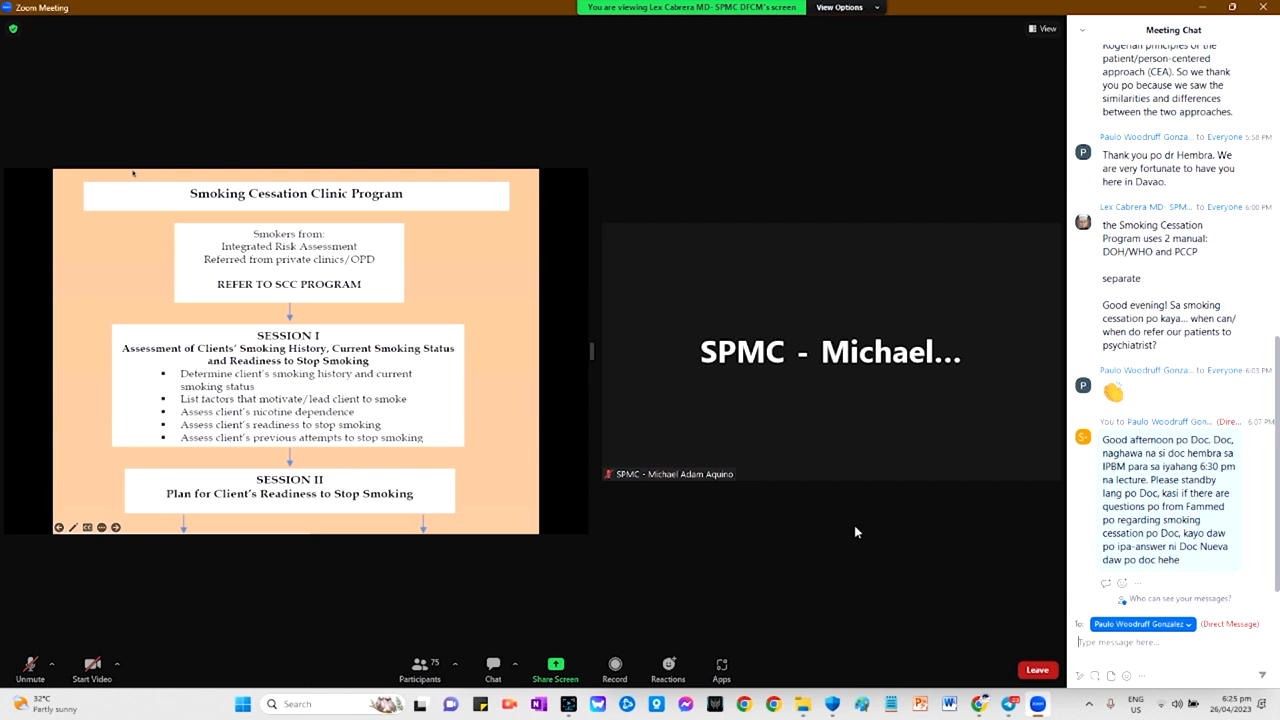 Zoom Meeting
You are viewing Lex Cabrera MD- SPMC DFCM's screen
View Options
View
Smoking Cessation Clinic Program
Smokers from:
Integrated Risk Assessment
Referred from private clinics/OPD
REFER TO SCC PROGRAM
SESSION I
Assessment of Clients' Smoking History, Current Smoking Status
and Readiness to Stop Smoking
Determine client's smoking history and current
smoking status
List factors that motivate/lead client to smoke
Assess client's nicotine dependence
Assess client's readiness to stop smoking
Assess client's previous attempts to stop smoking
SESSION II
Plan for Client's Readiness to Stop Smoking
SPMC - Michael...
SPMC - Michael Adam Aquino
Meeting Chat
Rogerian principles of the
patient/person-centered
approach (CEA). So we thank
you po because we saw the
similarities and differences
between the two approaches.
Paulo Woodruff Gonza... to Everyone 5:58 PM
P
Thank you po dr Hembra. We
are very fortunate to have you
here in Davao.
Lex Cabrera MD- SPM... to Everyone 6:00 PM
the Smoking Cessation
Program uses 2 manual:
DOH/WHO and PCCP
separate
Good evening! Sa smoking
cessation po kaya... when can/
when do refer our patients to
psychiatrist?
Paulo Woodruff Gonza... to Everyone 6:03 PM
P
You to Paulo Woodruff Gon... (Dire... 6:07 PM
S-
Good afternoon po Doc. Doc,
naghawa na si doc hembra sa
IPBM para sa iyahang 6:30 pm
na lecture. Please standby
lang po Doc, kasi if there are
questions po from Fammed
po regarding smoking
cessation po Doc, kayo daw
po ipa-answer ni Doc Nueva
daw po doc hehe
Who can see your messages?
To: Paulo Woodruff Gonzalez (Direct Message)
Type message here...
Unmute
Start Video
75
Participants
Chat
Share Screen
Record
Reactions
Apps
Leave
32°C
Partly sunny
Search
ENG
US
6:25 pm
26/04/2023